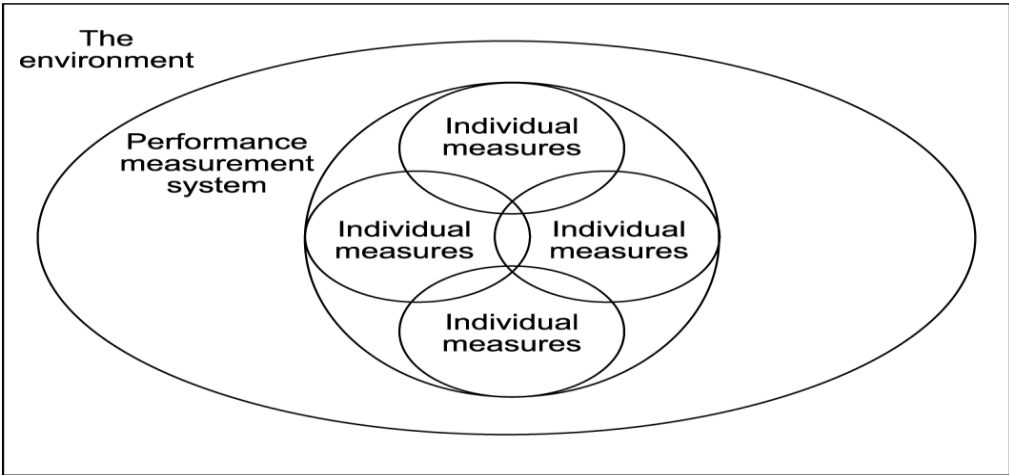 The
environment
Performance
measurement
system
Individual
measures
Individual
measures
Individual
measures
Individual
measures